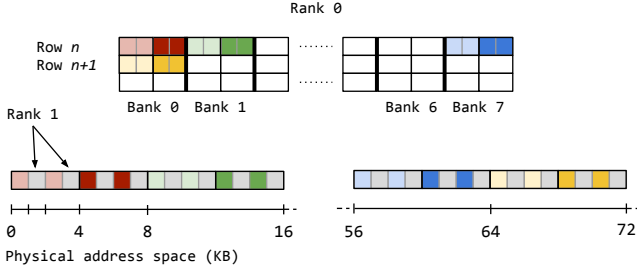 Rank 0
Row n
Row n+1
Bank 0 Bank 1 Bank 6 Bank 7
Rank 1
0 4 8 16 56 64 72
Physical address space (KB)